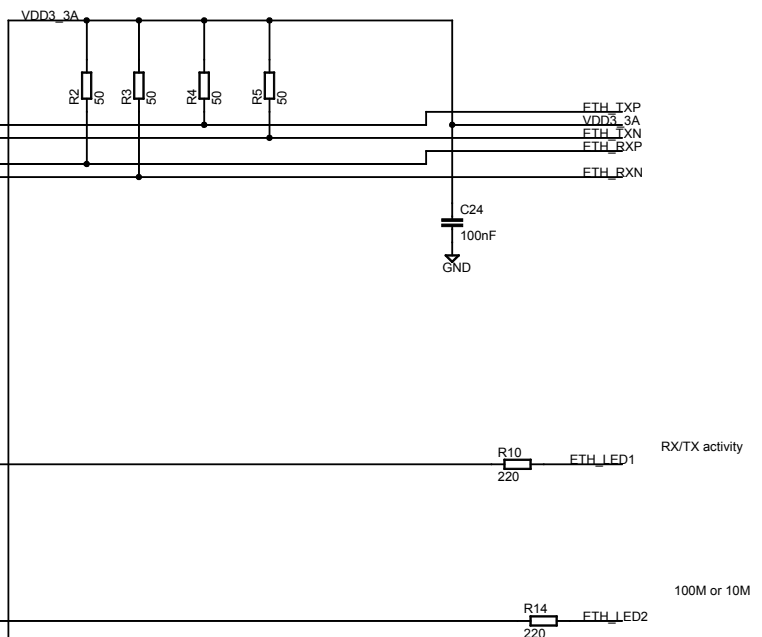 VDD3_3A
R2
50
R3
50
R4
50
R5
50
ETH_TXP
VDD3_3A
ETH_TXN
ETH_RXP
ETH_RXN
C24
100nF
GND
RX/TX activity
R10
ETH_LED1
220
100M or 10M
R14
ETH_LED2
220